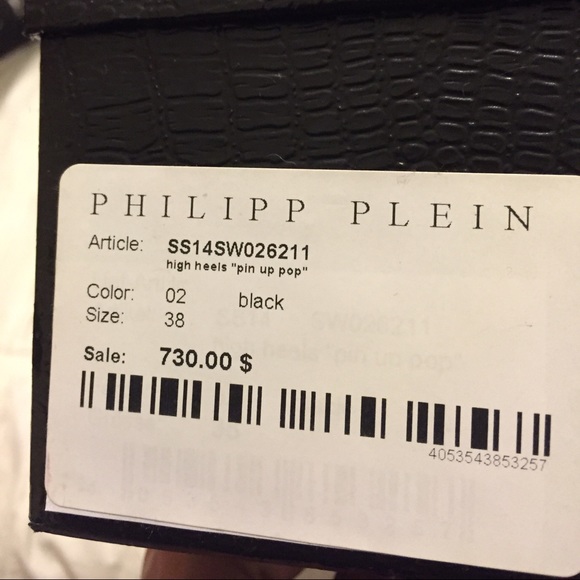 PHILIPP PLEIN
Article: SS14SW026211
high heels "pin up pop"
Color: 02 black
Size: 38
Sale: 730.00 $
4053543853257